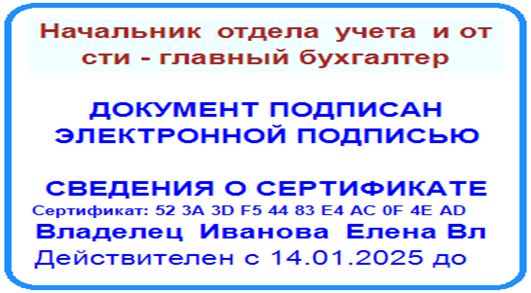 Начальник отдела учета и от
сти - главный бухгалтер
ДОКУМЕНТ ПОДПИСАН
ЭЛЕКТРОННОЙ ПОДПИСЬЮ
СВЕДЕНИЯ О СЕРТИФИКАТЕ
Сертификат: 52 3A 3D F5 44 83 E4 AC 0F 4E AD
Владелец Иванова Елена Вл
Действителен с 14.01.2025 до